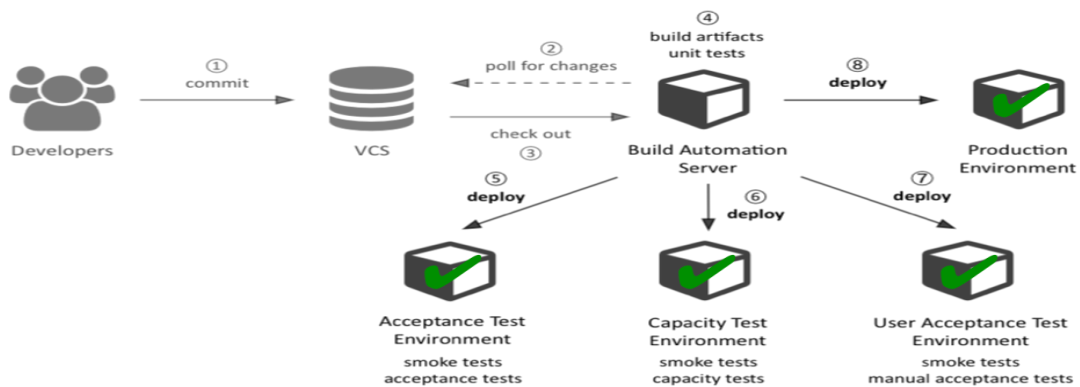 ①
commit
Developers
VCS
②
poll for changes
check out
③
④
build artifacts
unit tests
Build Automation
Server
⑧
deploy
Production
Environment
⑤
deploy
⑥
deploy
⑦
deploy
Acceptance Test
Environment
smoke tests
acceptance tests
Capacity Test
Environment
smoke tests
capacity tests
User Acceptance Test
Environment
smoke tests
manual acceptance tests